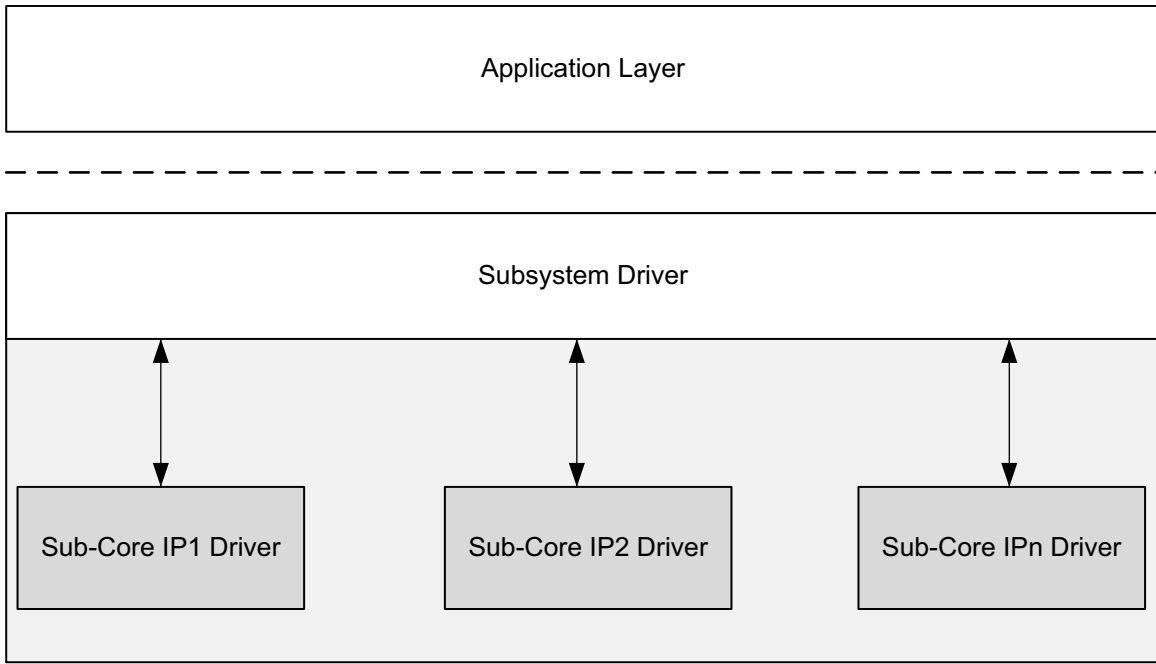 Application Layer
Subsystem Driver
Sub-Core IP1 Driver
Sub-Core IP2 Driver
Sub-Core IPn Driver